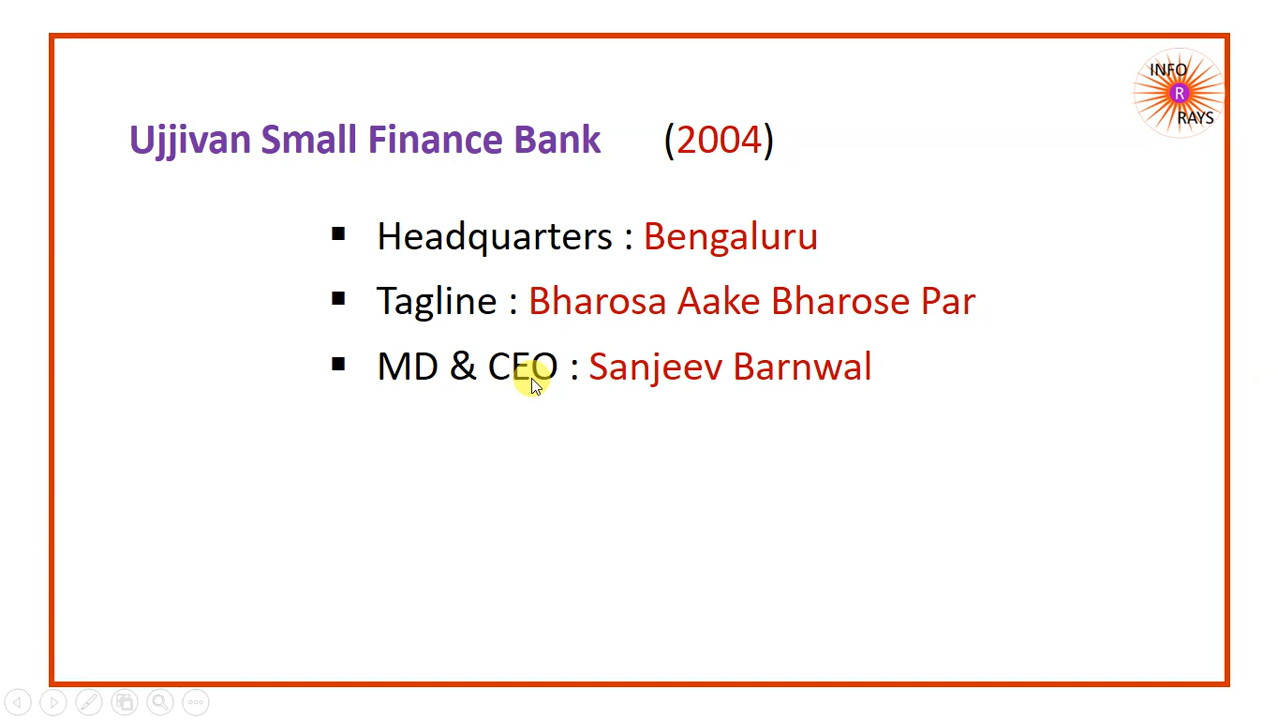 INFO
R
RAYS
Ujjivan Small Finance Bank (2004)
▪ Headquarters : Bengaluru
▪ Tagline : Bharosa Aake Bharose Par
▪ MD & CEO : Sanjeev Barnwal